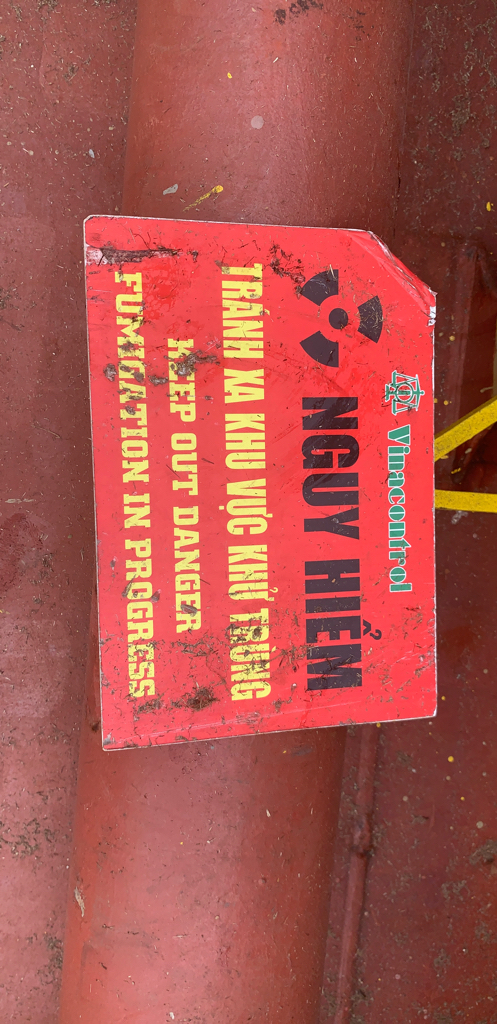 Vinacontrol
NGUY HIỂM
TRÁNH XA KHU VỰC KHỬ TRÙNG
KEEP OUT DANGER
FUMIGATION IN PROGRESS